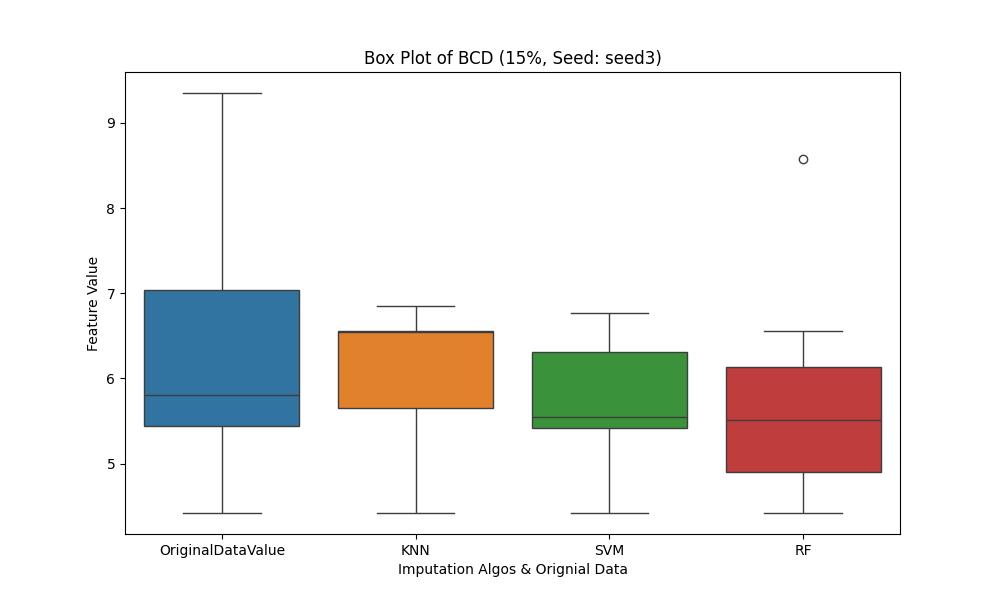 Box Plot of BCD (15%, Seed: seed3)
Feature Value
9
8
7
6
5
OriginalDataValue KNN SVM RF
Imputation Algos & Orignial Data